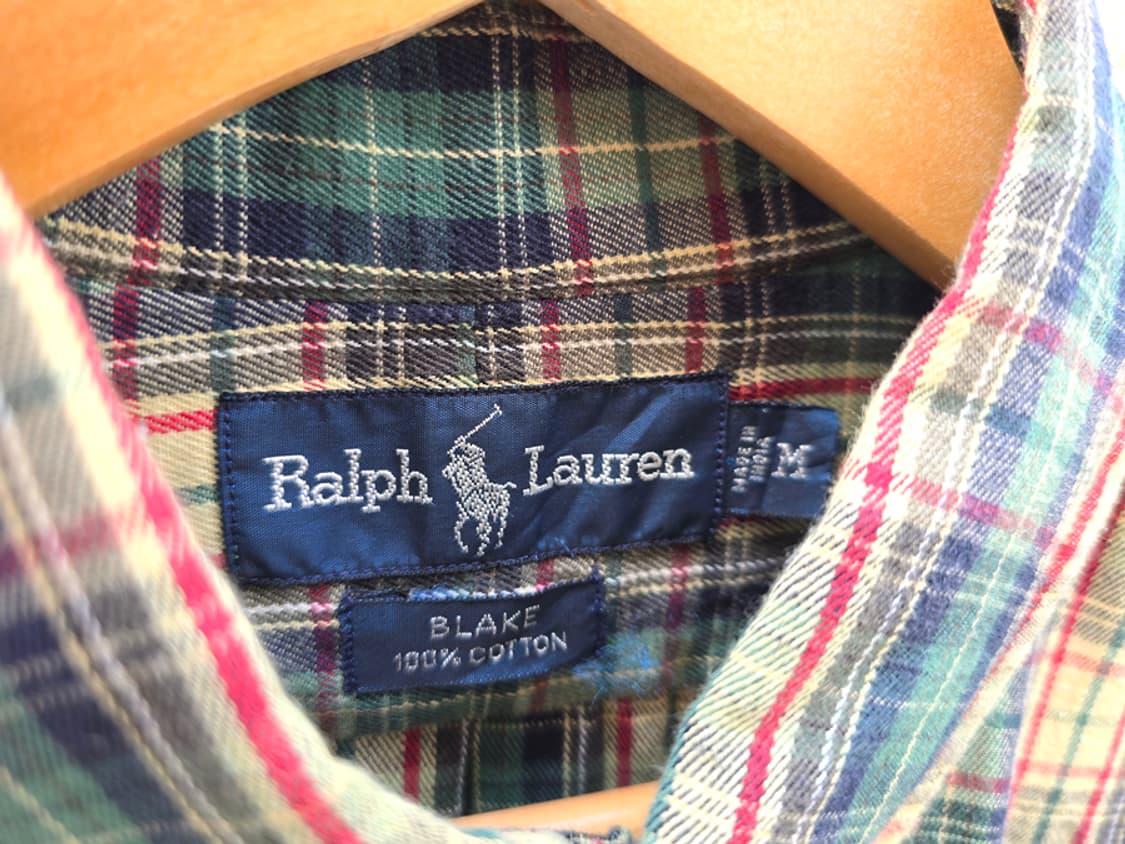 Ralph Lauren
MADE IN
INDIA
M
BLAKE
100% COTTON